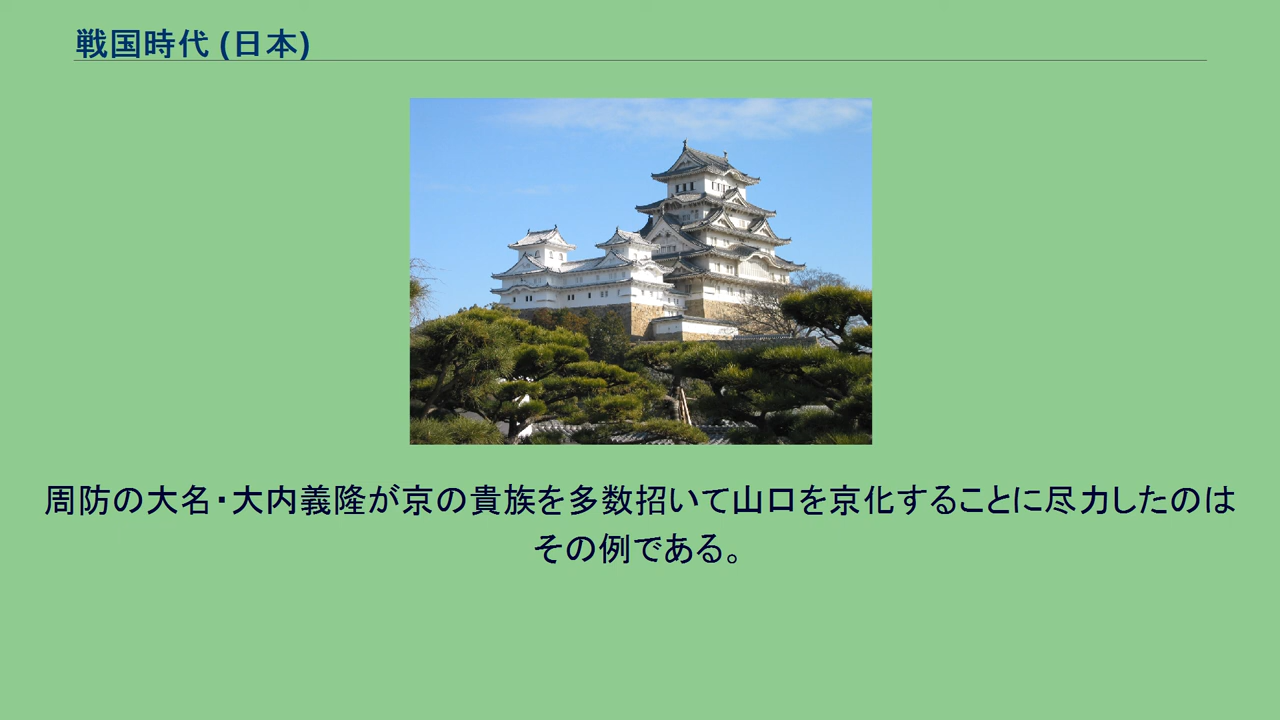 戦国時代 (日本)
周防の大名・大内義隆が京の貴族を多数招いて山口を京化することに尽力したのは
その例である。